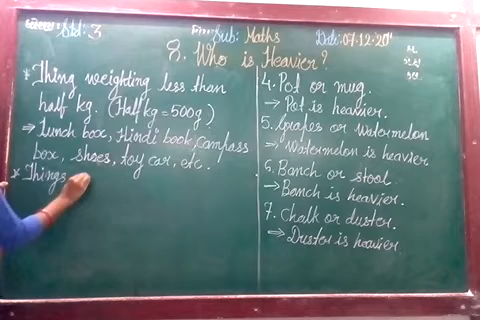 Std: 3
Sub: Maths
Date: 07-12-20
8. Who is Heavier?
* Thing weighting less than
half kg. (Half kg = 500g)
⇒ Lunch box, Hindi book, compass
box, shoes, toy car, etc.
* Things
4. Pot or mug.
→ Pot is heavier.
5. Grapes or Watermelon
⇒ Watermelon is heavier
6. Banch or stool
→ Bench is heavier.
7. Chalk or duster.
⇒ Duster is heavier